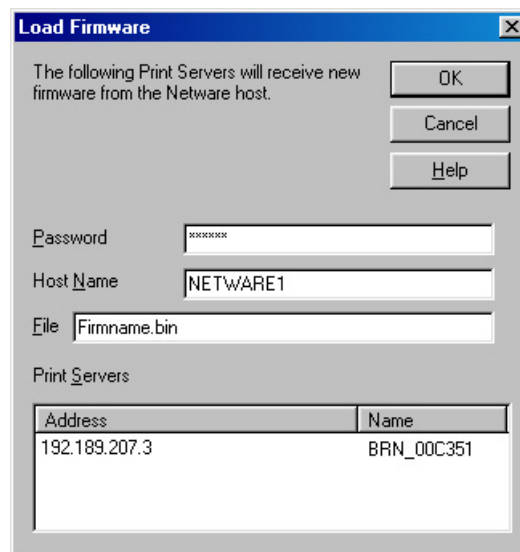 Load Firmware
The following Print Servers will receive new
firmware from the Netware host.
OK
Cancel
Help
Password
******
Host Name
NETWARE1
File
Firmname.bin
Print Servers
Address Name
192.189.207.3 BRN_00C351